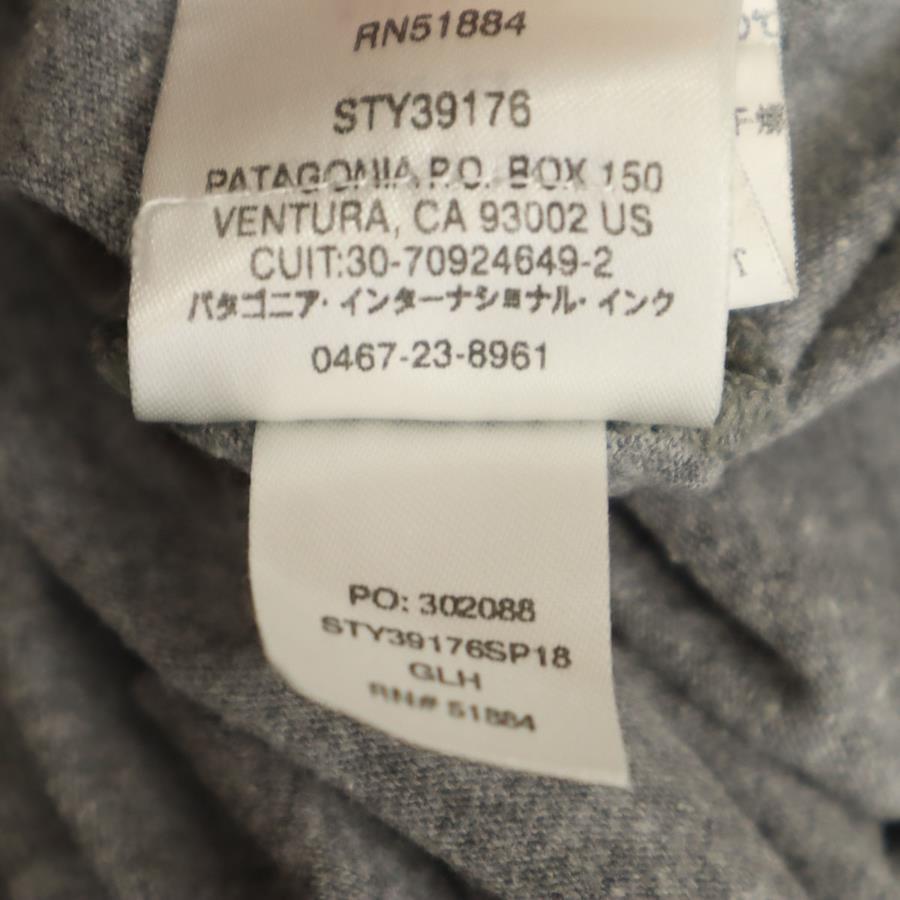 RN51884
STY39176
PATAGONIA P.O. BOX 150
VENTURA, CA 93002 US
CUIT:30-70924649-2
パタゴニア・インターナショナル・インク
0467-23-8961
PO: 302088
STY39176SP18
GLH
RN# 51884